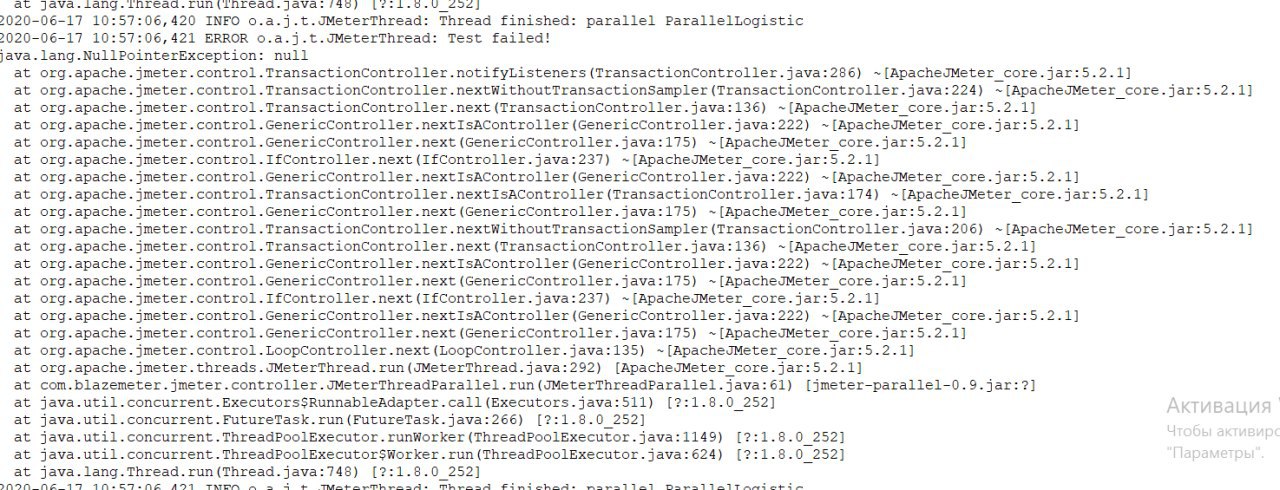 at java.lang.Thread.run(Thread.java:748) [?:1.8.0_252]
2020-06-17 10:57:06,420 INFO o.a.j.t.JMeterThread: Thread finished: parallel ParallelLogistic
2020-06-17 10:57:06,421 ERROR o.a.j.t.JMeterThread: Test failed!
java.lang.NullPointerException: null
at org.apache.jmeter.control.TransactionController.notifyListeners(TransactionController.java:286) ~[ApacheJMeter_core.jar:5.2.1]
at org.apache.jmeter.control.TransactionController.nextWithoutTransactionSampler(TransactionController.java:224) ~[ApacheJMeter_core.jar:5.2.1]
at org.apache.jmeter.control.TransactionController.next(TransactionController.java:136) ~[ApacheJMeter_core.jar:5.2.1]
at org.apache.jmeter.control.GenericController.nextIsAController(GenericController.java:222) ~[ApacheJMeter_core.jar:5.2.1]
at org.apache.jmeter.control.GenericController.next(GenericController.java:175) ~[ApacheJMeter_core.jar:5.2.1]
at org.apache.jmeter.control.IfController.next(IfController.java:237) ~[ApacheJMeter_core.jar:5.2.1]
at org.apache.jmeter.control.GenericController.nextIsAController(GenericController.java:222) ~[ApacheJMeter_core.jar:5.2.1]
at org.apache.jmeter.control.TransactionController.nextIsAController(TransactionController.java:174) ~[ApacheJMeter_core.jar:5.2.1]
at org.apache.jmeter.control.GenericController.next(GenericController.java:175) ~[ApacheJMeter_core.jar:5.2.1]
at org.apache.jmeter.control.TransactionController.nextWithoutTransactionSampler(TransactionController.java:206) ~[ApacheJMeter_core.jar:5.2.1]
at org.apache.jmeter.control.TransactionController.next(TransactionController.java:136) ~[ApacheJMeter_core.jar:5.2.1]
at org.apache.jmeter.control.GenericController.nextIsAController(GenericController.java:222) ~[ApacheJMeter_core.jar:5.2.1]
at org.apache.jmeter.control.GenericController.next(GenericController.java:175) ~[ApacheJMeter_core.jar:5.2.1]
at org.apache.jmeter.control.IfController.next(IfController.java:237) ~[ApacheJMeter_core.jar:5.2.1]
at org.apache.jmeter.control.GenericController.nextIsAController(GenericController.java:222) ~[ApacheJMeter_core.jar:5.2.1]
at org.apache.jmeter.control.GenericController.next(GenericController.java:175) ~[ApacheJMeter_core.jar:5.2.1]
at org.apache.jmeter.control.LoopController.next(LoopController.java:135) ~[ApacheJMeter_core.jar:5.2.1]
at org.apache.jmeter.threads.JMeterThread.run(JMeterThread.java:292) [ApacheJMeter_core.jar:5.2.1]
at com.blazemeter.jmeter.controller.JMeterThreadParallel.run(JMeterThreadParallel.java:61) [jmeter-parallel-0.9.jar:?]
at java.util.concurrent.Executors$RunnableAdapter.call(Executors.java:511) [?:1.8.0_252]
at java.util.concurrent.FutureTask.run(FutureTask.java:266) [?:1.8.0_252]
at java.util.concurrent.ThreadPoolExecutor.runWorker(ThreadPoolExecutor.java:1149) [?:1.8.0_252]
at java.util.concurrent.ThreadPoolExecutor$Worker.run(ThreadPoolExecutor.java:624) [?:1.8.0_252]
at java.lang.Thread.run(Thread.java:748) [?:1.8.0_252]
2020-06-17 10:57:06,421 INFO o.a.j.t.JMeterThread: Thread finished: parallel ParallelLogistic
Активация
Чтобы активиро
"Параметры".